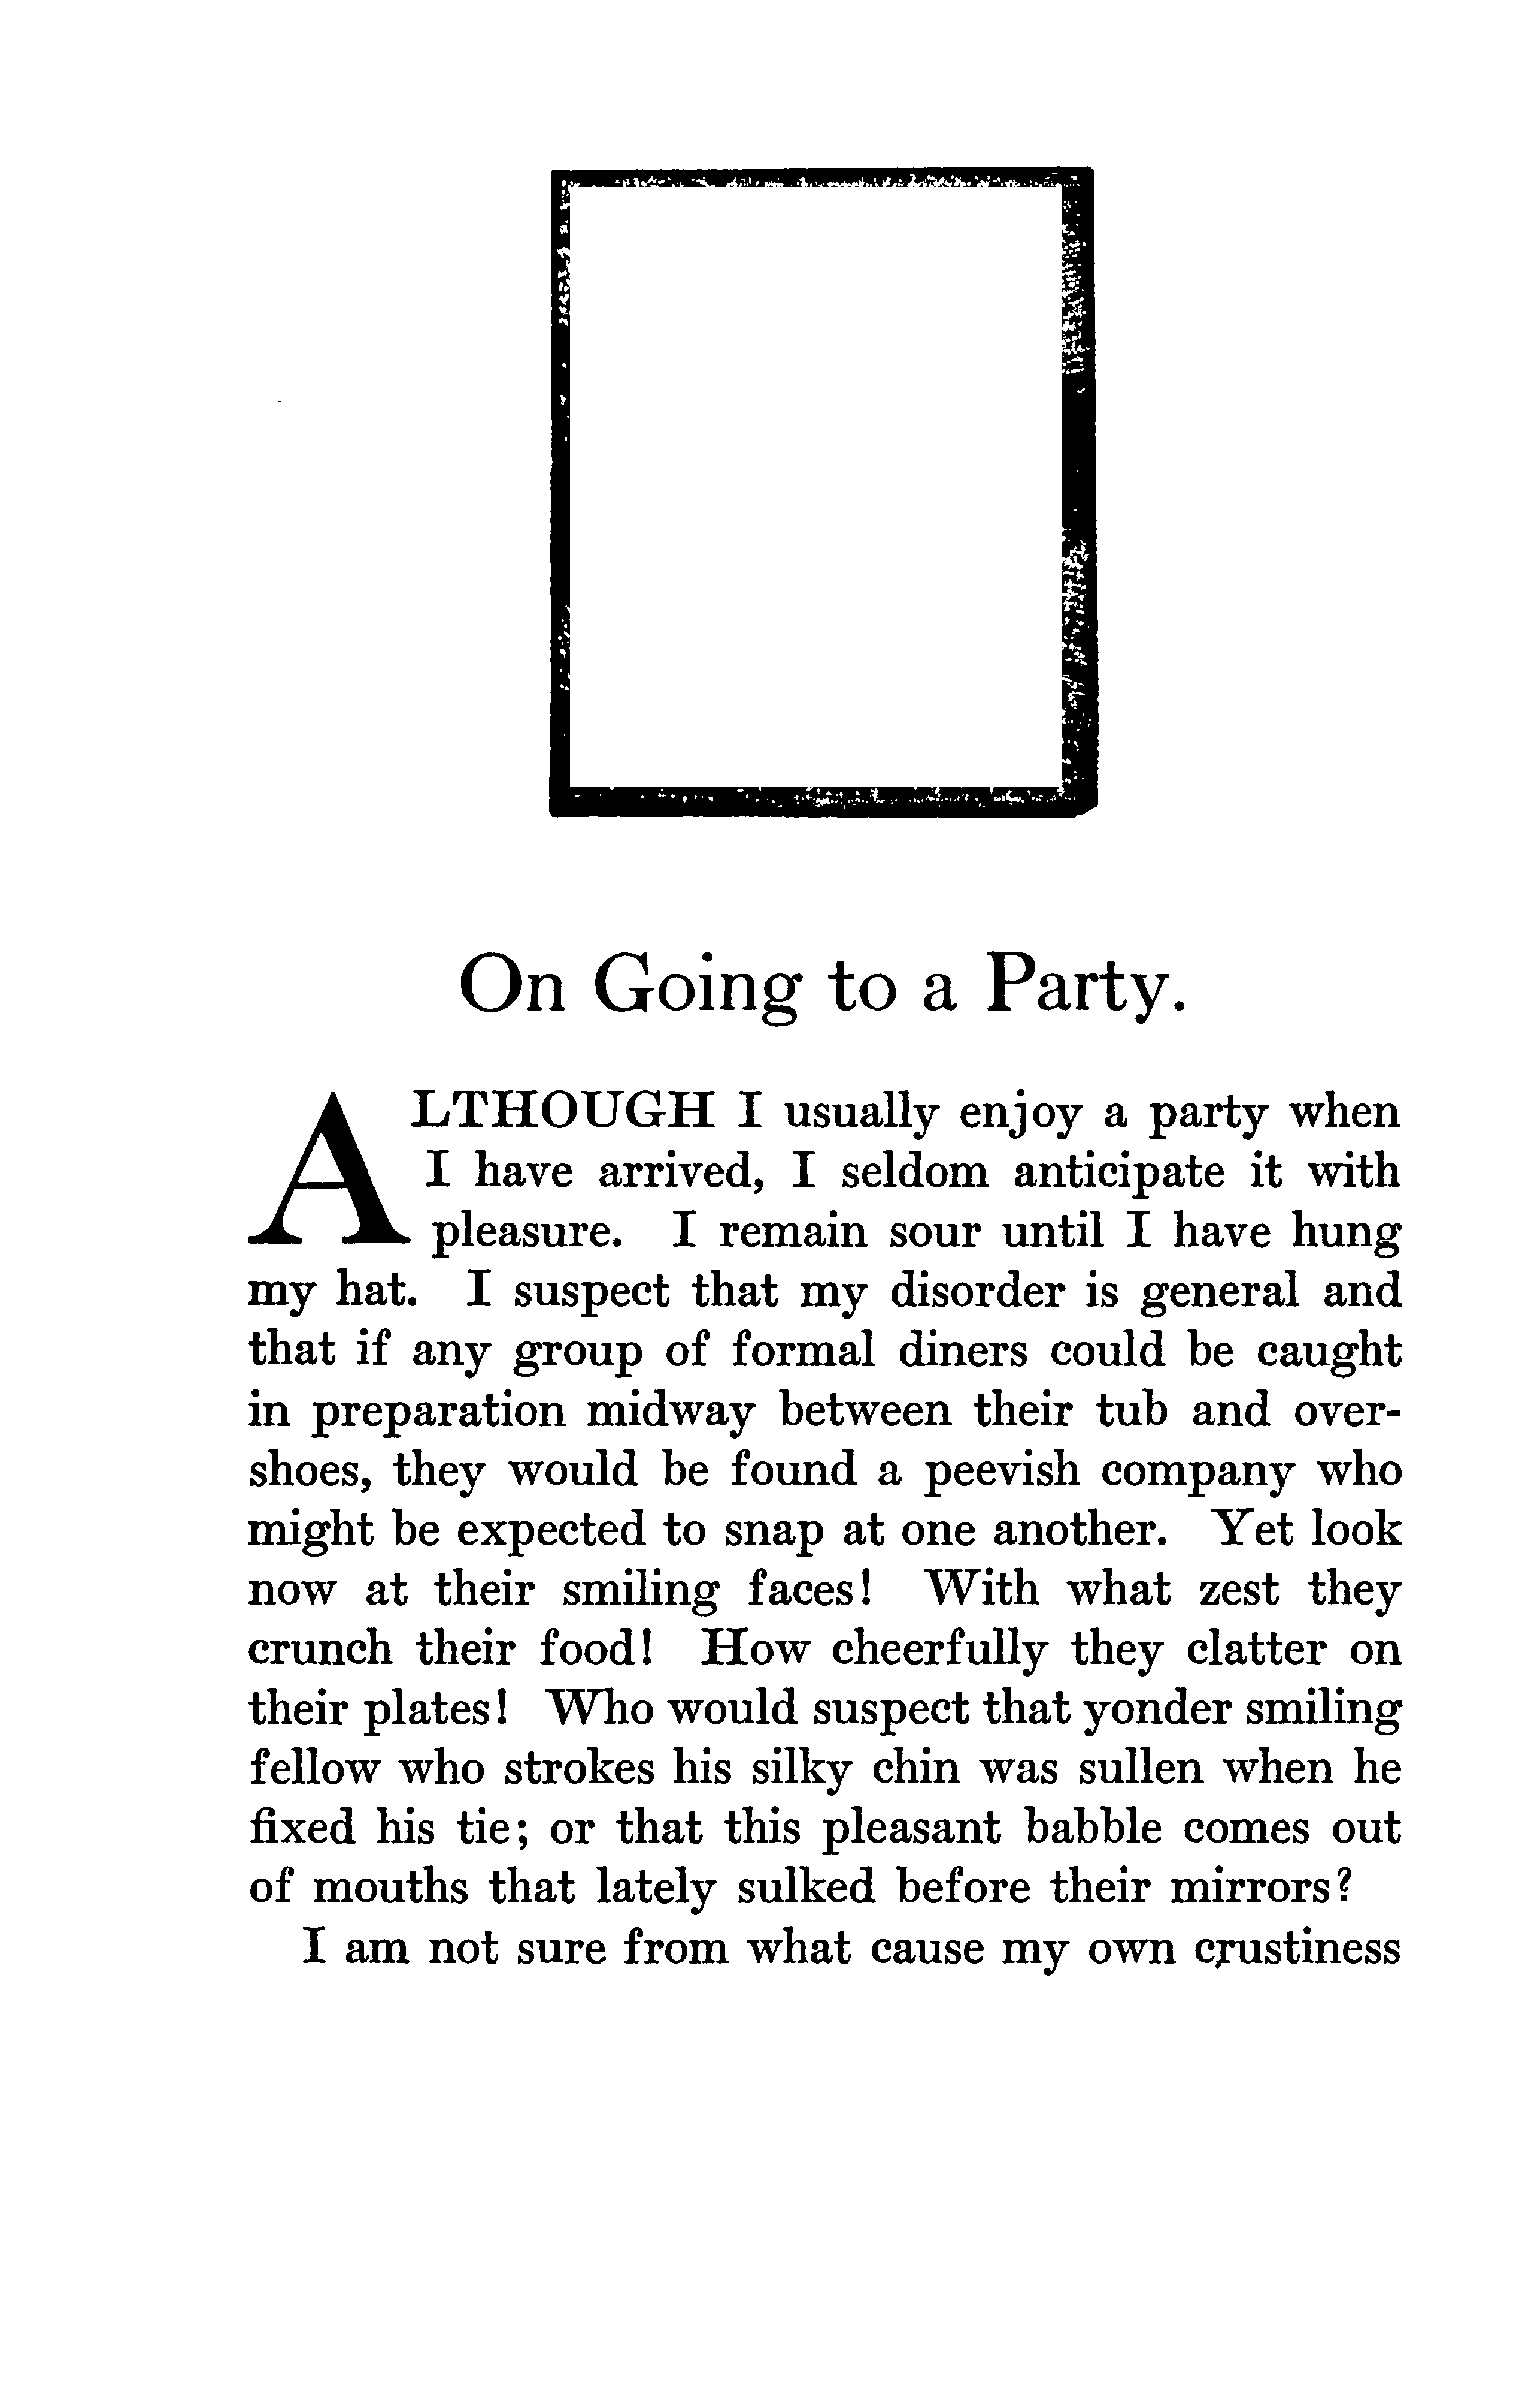 On Going to a Party.
ALTHOUGH I usually enjoy a party when
I have arrived, I seldom anticipate it with
pleasure. I remain sour until I have hung
my hat. I suspect that my disorder is general and
that if any group of formal diners could be caught
in preparation midway between their tub and over-
shoes, they would be found a peevish company who
might be expected to snap at one another. Yet look
now at their smiling faces! With what zest they
crunch their food! How cheerfully they clatter on
their plates! Who would suspect that yonder smiling
fellow who strokes his silky chin was sullen when he
fixed his tie; or that this pleasant babble comes out
of mouths that lately sulked before their mirrors?
I am not sure from what cause my own crustiness